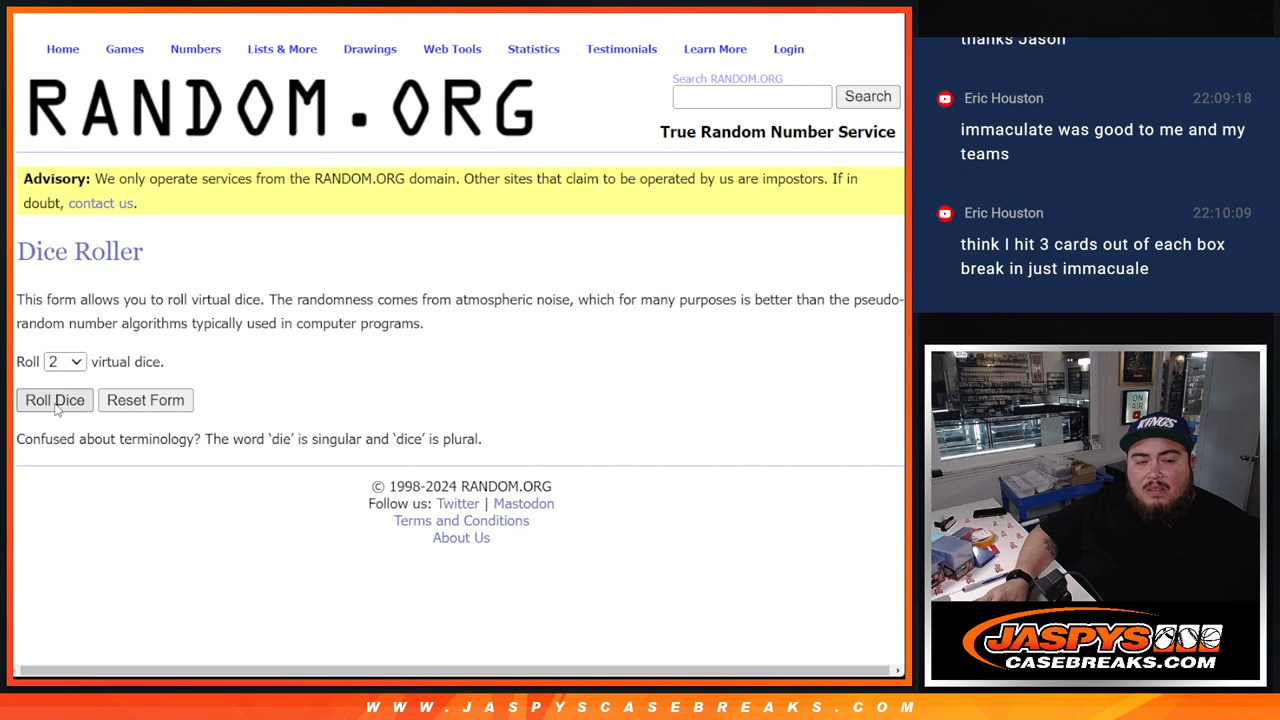 Home Games Numbers Lists & More Drawings Web Tools Statistics Testimonials Learn More Login
RANDOM.ORG
Search RANDOM.ORG
Search
True Random Number Service
Advisory: We only operate services from the RANDOM.ORG domain. Other sites that claim to be operated by us are impostors. If in
doubt, contact us.
Dice Roller
This form allows you to roll virtual dice. The randomness comes from atmospheric noise, which for many purposes is better than the pseudo-
random number algorithms typically used in computer programs.
Roll 2 virtual dice.
Roll Dice Reset Form
Confused about terminology? The word ‘die’ is singular and ‘dice’ is plural.
© 1998-2024 RANDOM.ORG
Follow us: Twitter | Mastodon
Terms and Conditions
About Us
thanks Jason
Eric Houston 22:09:18
immaculate was good to me and my
teams
Eric Houston 22:10:09
think I hit 3 cards out of each box
break in just immacuale
ON
AIR
KINGS
JASPYS
CASEBREAKS.COM
WWW.JASPYSCASEBREAKS.COM